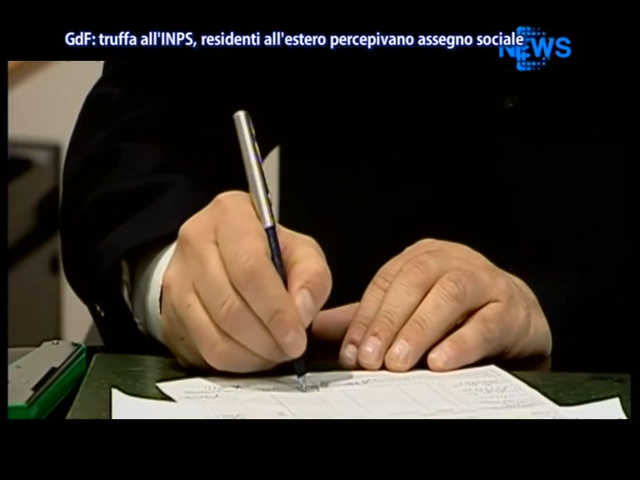 GdF: truffa all'INPS, residenti all'estero percepivano assegno sociale
NEWS